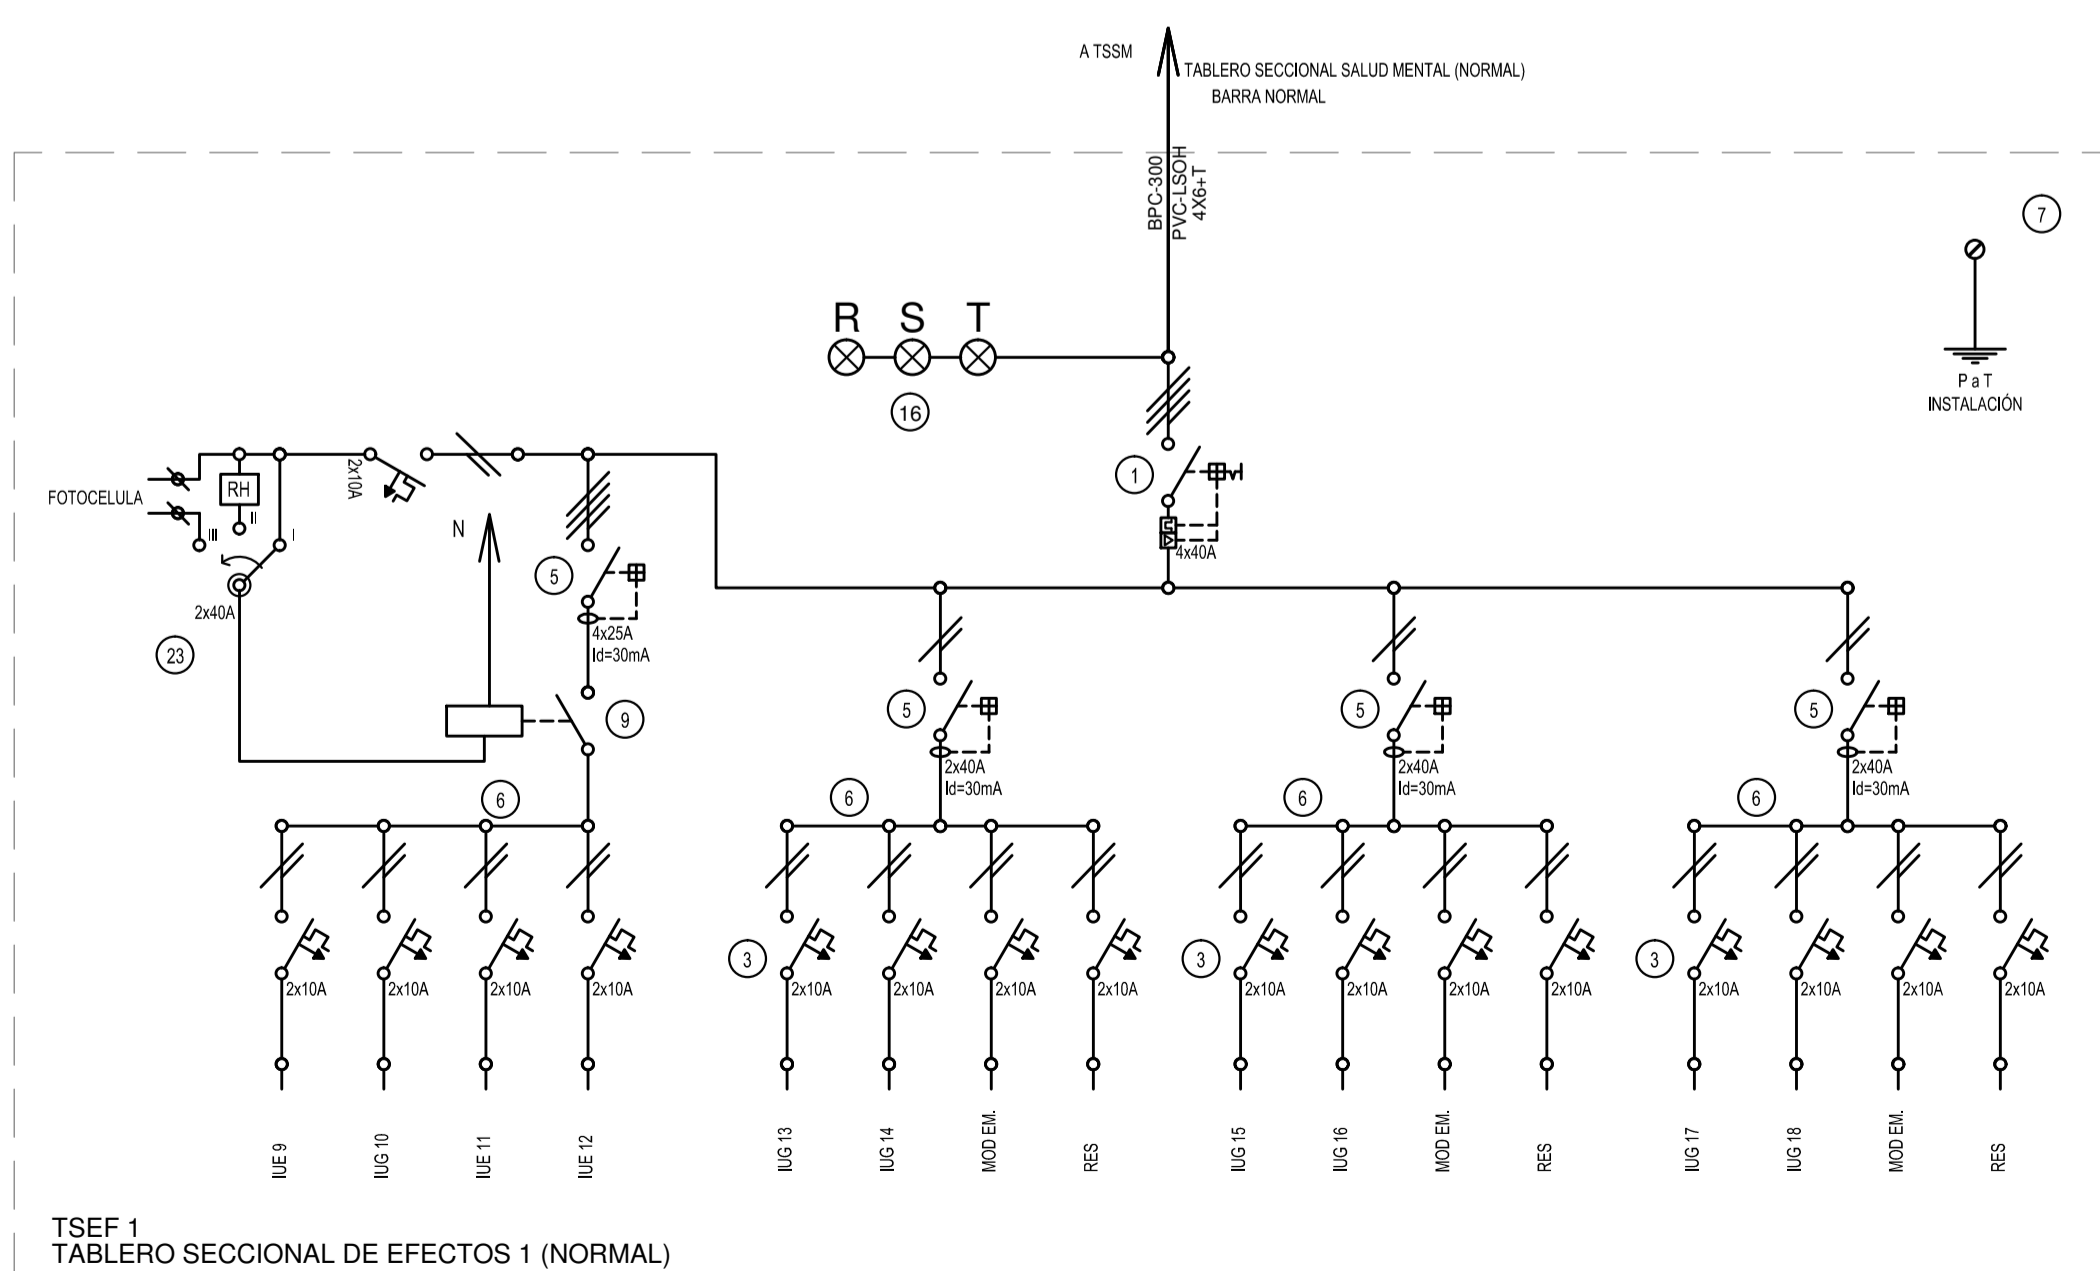 A TSSM
TABLERO SECCIONAL SALUD MENTAL (NORMAL)
BARRA NORMAL
BPC-300
PVC-LSOH
4X6+T
7
P a T
INSTALACIÓN
R S T
16
1
4x40A
FOTOCELULA
RH
III
II
I
2x10A
N
2x40A
23
5
4x25A
Id=30mA
9
5
2x40A
Id=30mA
5
2x40A
Id=30mA
5
2x40A
Id=30mA
6
6
6
6
2x10A
2x10A
2x10A
2x10A
3
2x10A
2x10A
2x10A
2x10A
3
2x10A
2x10A
2x10A
2x10A
3
2x10A
2x10A
2x10A
2x10A
IUE 9
IUG 10
IUE 11
IUE 12
IUG 13
IUG 14
MOD EM.
RES
IUG 15
IUG 16
MOD EM.
RES
IUG 17
IUG 18
MOD EM.
RES
TSEF 1
TABLERO SECCIONAL DE EFECTOS 1 (NORMAL)